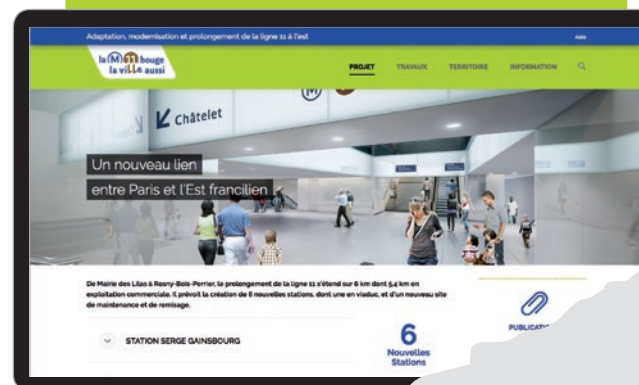 Adaptation, modernisation et prolongement de la ligne 11 à l'est
Aide
la M 11 bouge
la ville aussi
PROJET TRAVAUX TERRITOIRE INFORMATION
Châtelet
Un nouveau lien
entre Paris et l'Est francilien
De Mairie des Lilas à Rosny-Bois-Perrier, le prolongement de la ligne 11 s'étend sur 6 km dont 5,4 km en
exploitation commerciale. Il prévoit la création de 6 nouvelles stations, dont une en viaduc, et d'un nouveau site
de maintenance et de remisage.
STATION SERGE GAINSBOURG
6
Nouvelles
Stations